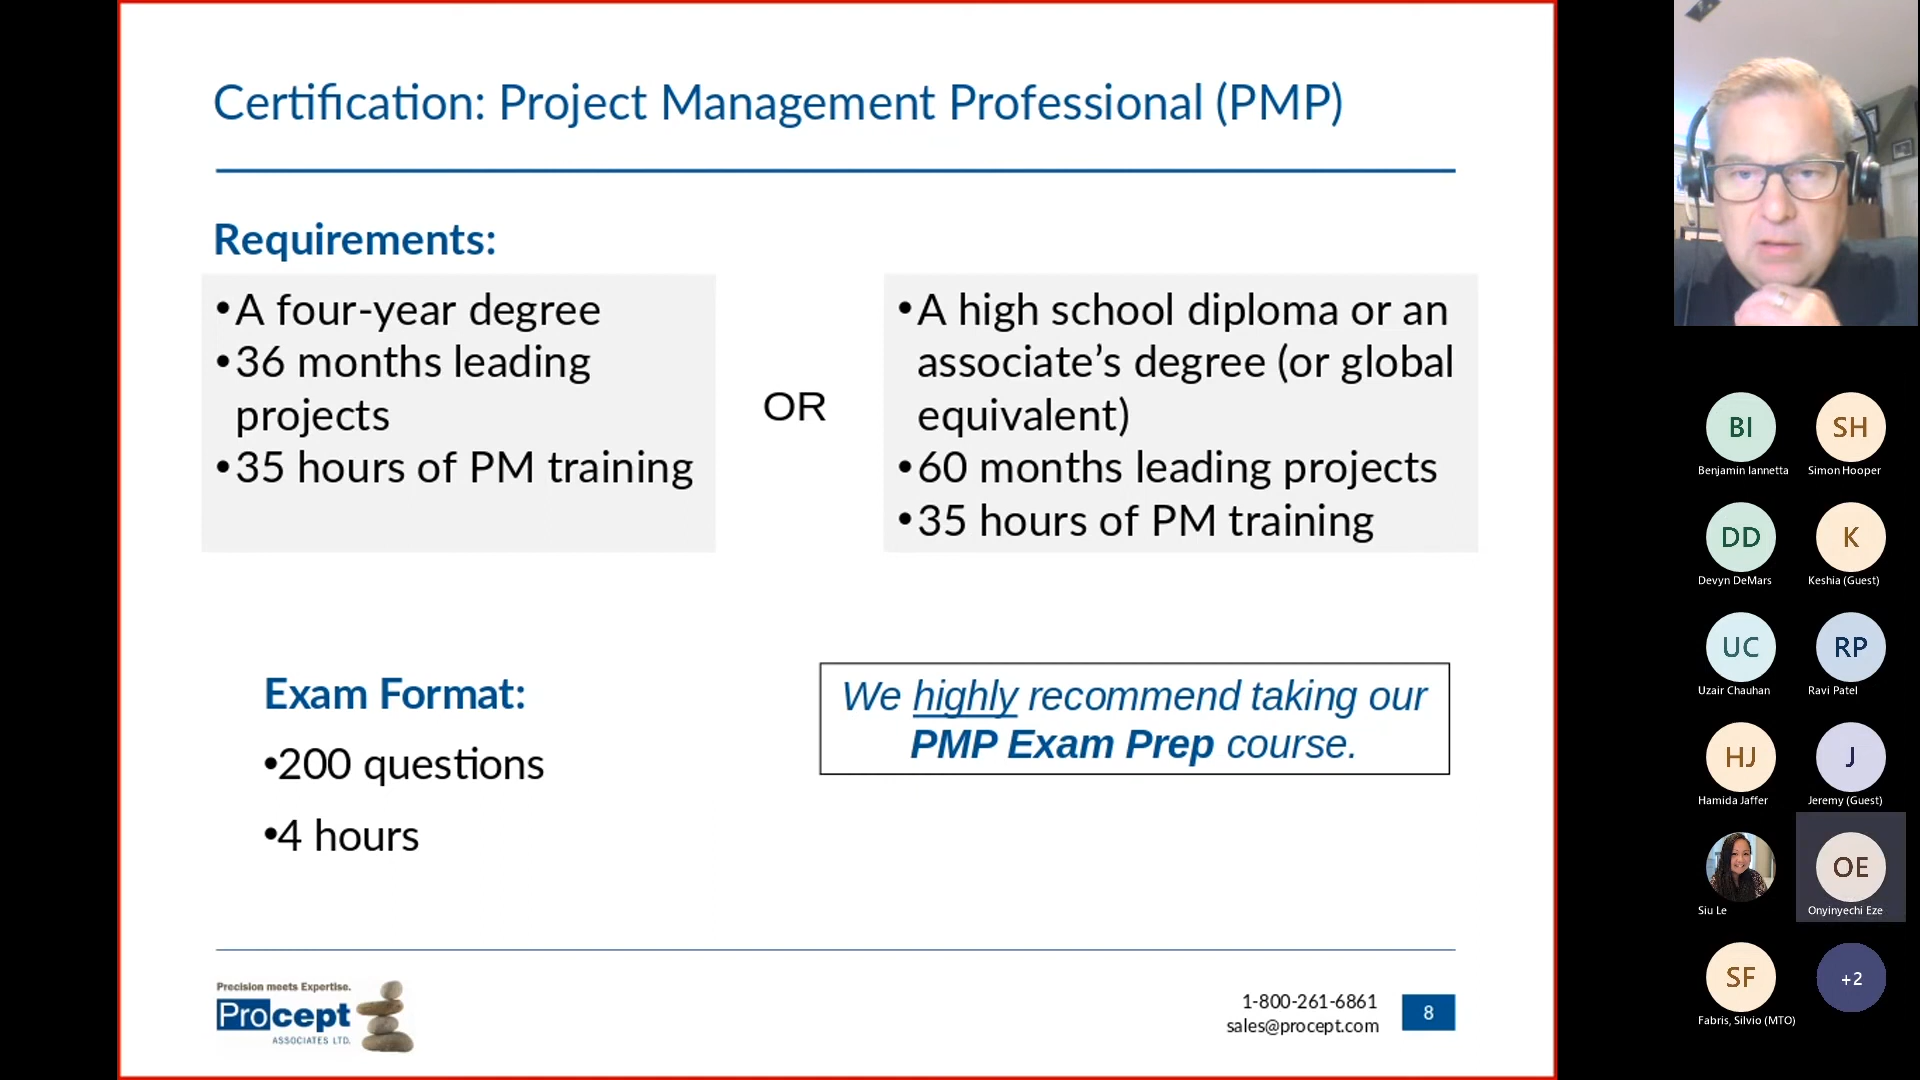 Certification: Project Management Professional (PMP)
Requirements:
•A four-year degree
•36 months leading
projects
•35 hours of PM training
OR
•A high school diploma or an
associate’s degree (or global
equivalent)
•60 months leading projects
•35 hours of PM training
Exam Format:
•200 questions
•4 hours
We highly recommend taking our
PMP Exam Prep course.
Precision meets Expertise.
Procept
ASSOCIATES LTD.
1-800-261-6861
sales@procept.com
8
BI
Benjamin Iannetta
SH
Simon Hooper
DD
Devyn DeMars
K
Keshia (Guest)
UC
Uzair Chauhan
RP
Ravi Patel
HJ
Hamida Jaffer
J
Jeremy (Guest)
Siu Le
OE
Onyinyechi Eze
SF
Fabris, Silvio (MTO)
+2